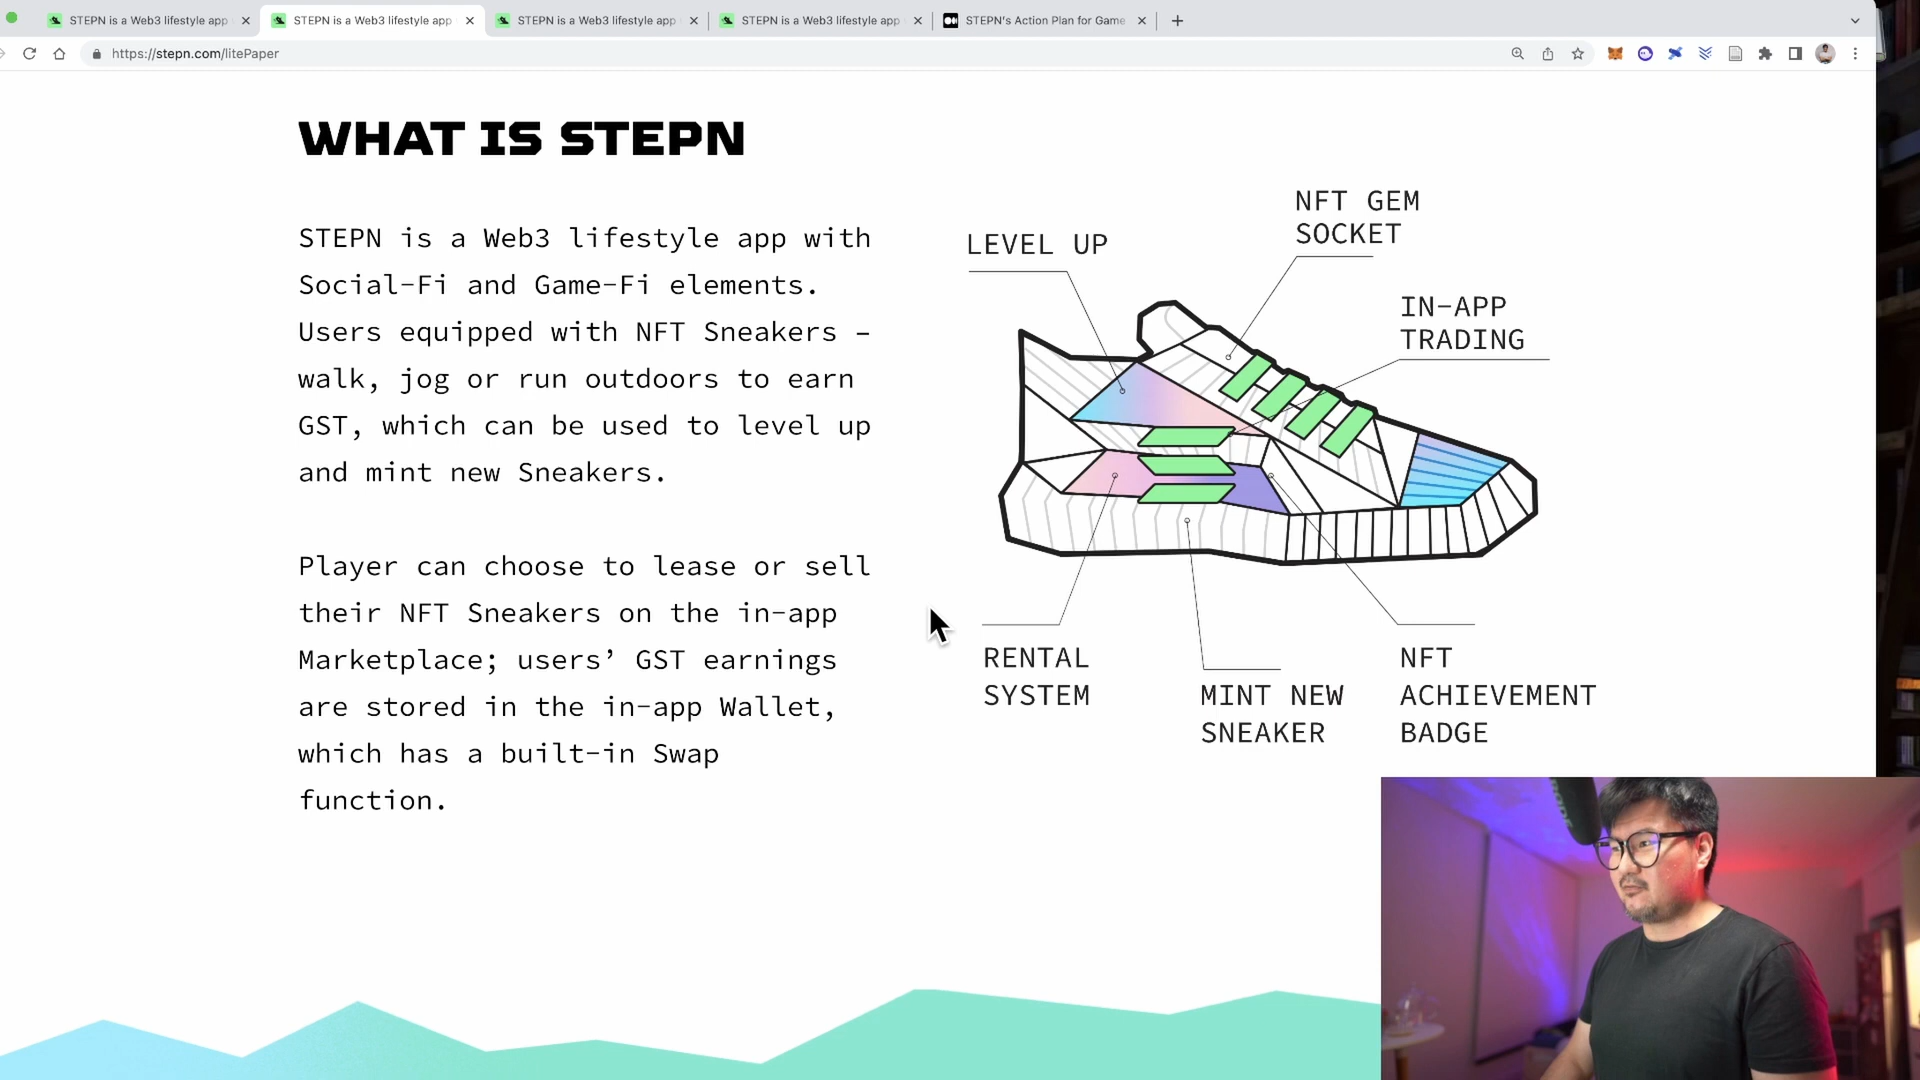 STEPN is a Web3 lifestyle app
STEPN is a Web3 lifestyle app
STEPN is a Web3 lifestyle app
STEPN is a Web3 lifestyle app
STEPN's Action Plan for Game
https://stepn.com/litePaper
WHAT IS STEPN
STEPN is a Web3 lifestyle app with
Social-Fi and Game-Fi elements.
Users equipped with NFT Sneakers –
walk, jog or run outdoors to earn
GST, which can be used to level up
and mint new Sneakers.
Player can choose to lease or sell
their NFT Sneakers on the in-app
Marketplace; users’ GST earnings
are stored in the in-app Wallet,
which has a built-in Swap
function.
LEVEL UP
NFT GEM
SOCKET
IN-APP
TRADING
RENTAL
SYSTEM
MINT NEW
SNEAKER
NFT
ACHIEVEMENT
BADGE